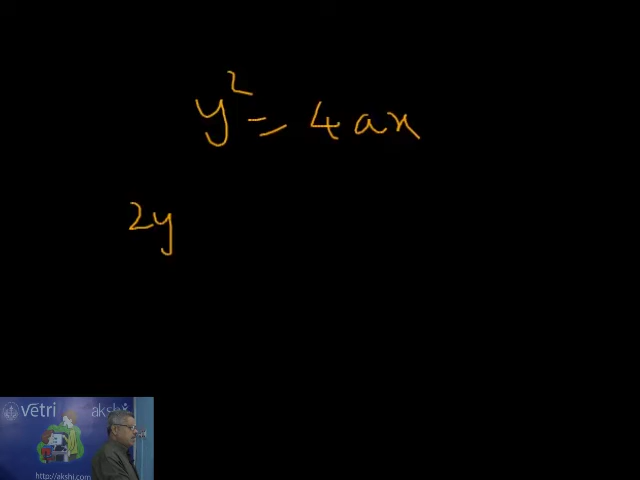 y² = 4ax
2y
vetri akshi
http://akshi.com